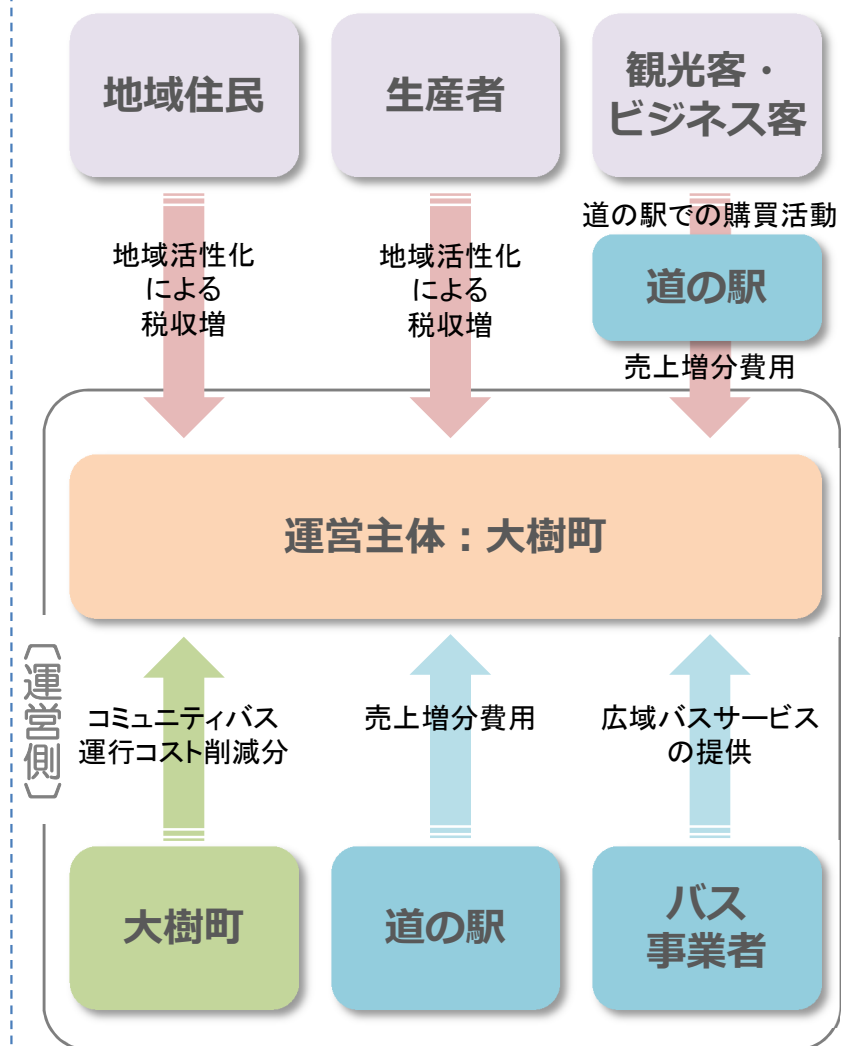 地域住民
生産者
観光客・
ビジネス客
道の駅での購買活動
地域活性化
による
税収増
地域活性化
による
税収増
道の駅
売上増分費用
運営主体：大樹町
〔運営側〕
コミュニティバス
運行コスト削減分
売上増分費用
広域バスサービス
の提供
大樹町
道の駅
バス
事業者